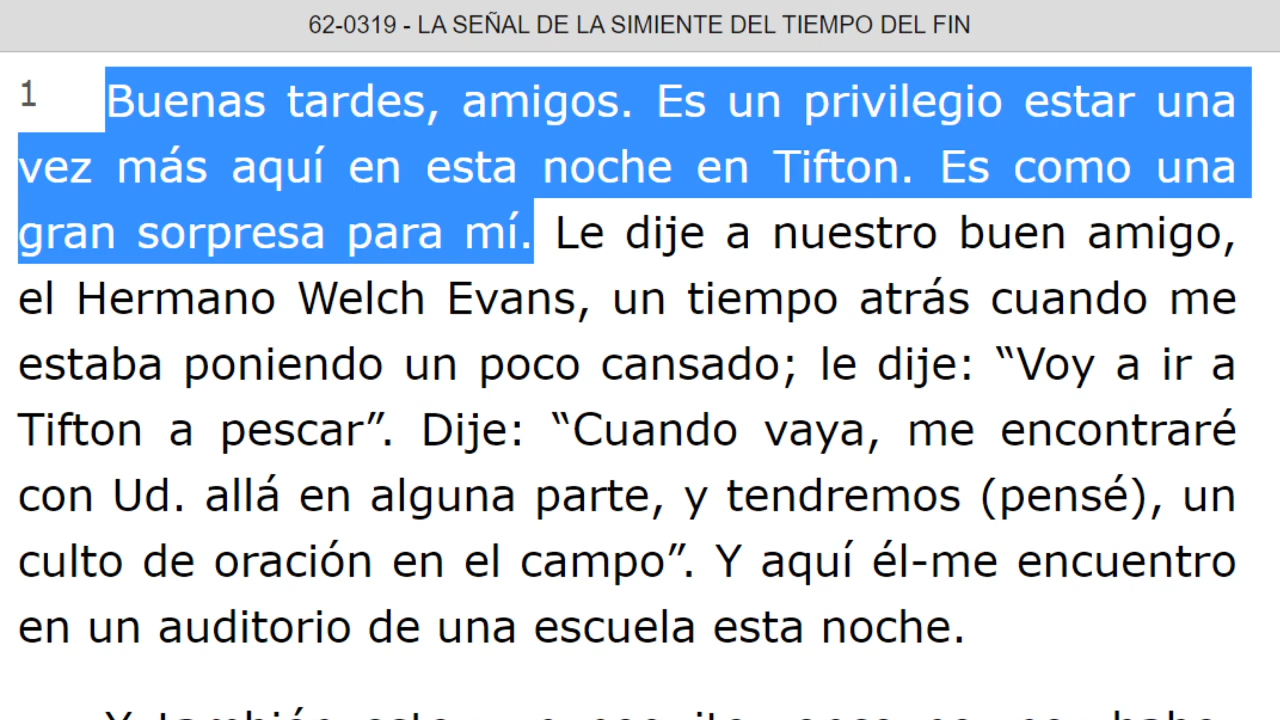 62-0319 - LA SEÑAL DE LA SIMIENTE DEL TIEMPO DEL FIN
1 Buenas tardes, amigos. Es un privilegio estar una
vez más aquí en esta noche en Tifton. Es como una
gran sorpresa para mí. Le dije a nuestro buen amigo,
el Hermano Welch Evans, un tiempo atrás cuando me
estaba poniendo un poco cansado; le dije: “Voy a ir a
Tifton a pescar”. Dije: “Cuando vaya, me encontraré
con Ud. allá en alguna parte, y tendremos (pensé), un
culto de oración en el campo”. Y aquí él-me encuentro
en un auditorio de una escuela esta noche.
Y también este